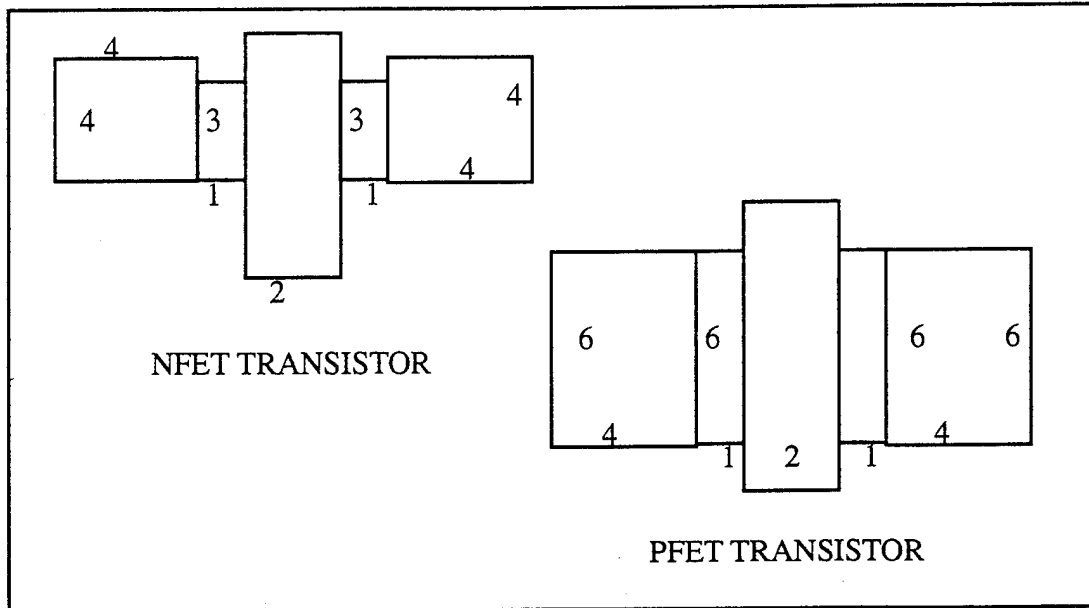 4
4 3 3 4
1 1 4
2
NFET TRANSISTOR
6 6 6 6
4 1 2 1 4
PFET TRANSISTOR